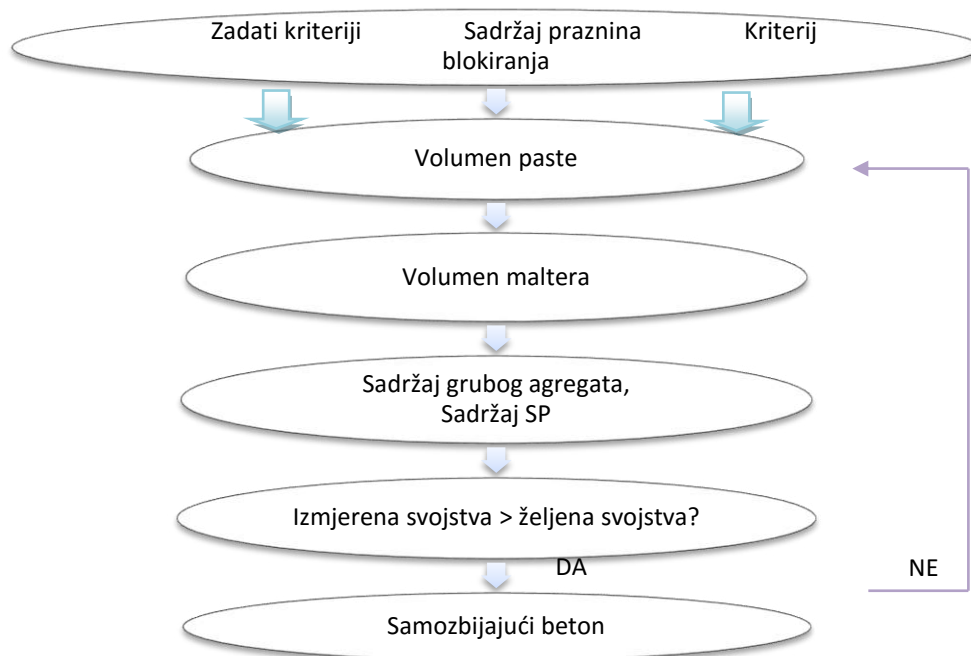 Zadati kriteriji Sadržaj praznina Kriterij
blokiranja
Volumen paste
Volumen maltera
Sadržaj grubog agregata,
Sadržaj SP
Izmjerena svojstva > željena svojstva?
DA NE
Samozbijajući beton